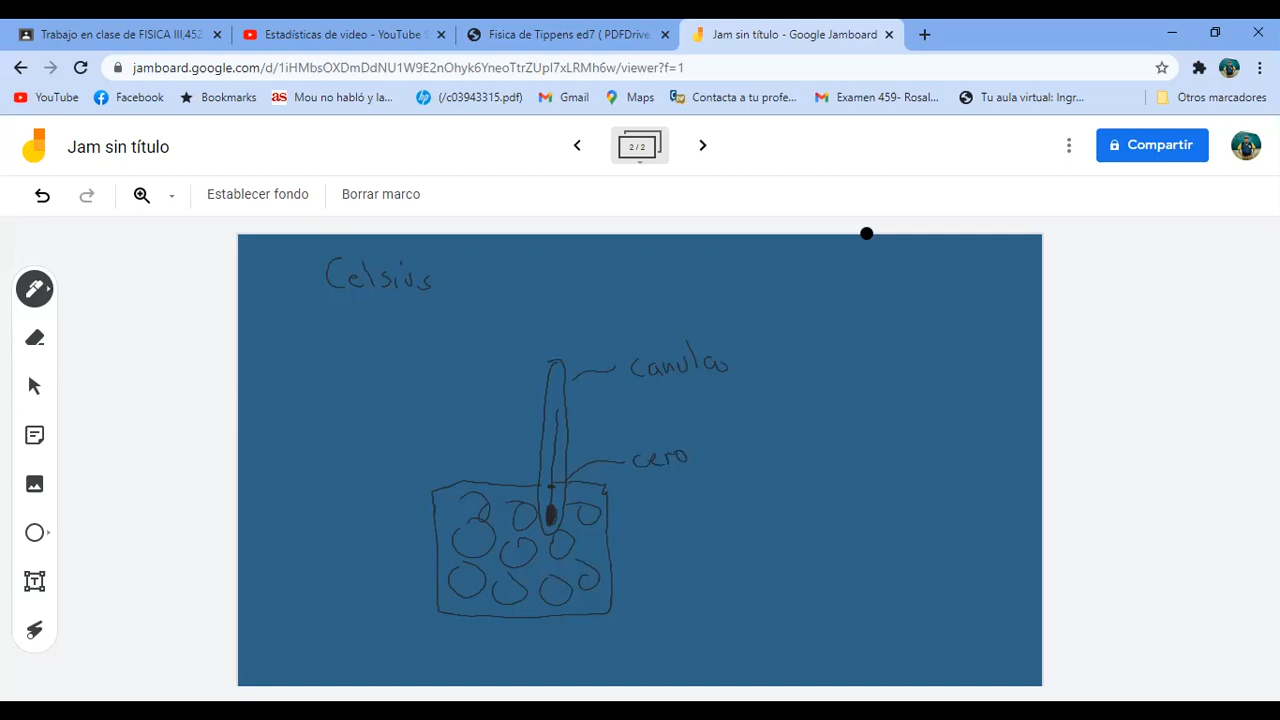 Trabajo en clase de FISICA III,452
Estadísticas de video - YouTube S
Fisica de Tippens ed7 ( PDFDrive.
Jam sin título - Google Jamboard
jamboard.google.com/d/1iHMbsOXDmDdNU1W9E2nOhyk6YneoTtrZUpI7xLRMh6w/viewer?f=1
YouTube Facebook Bookmarks as Mou no habló y la... hp (/c03943315.pdf) Gmail Maps Contacta a tu profe... Examen 459- Rosal... Tu aula virtual: Ingr... Otros marcadores
Jam sin título
2 / 2
Compartir
Establecer fondo Borrar marco
Celsius
canula
cero